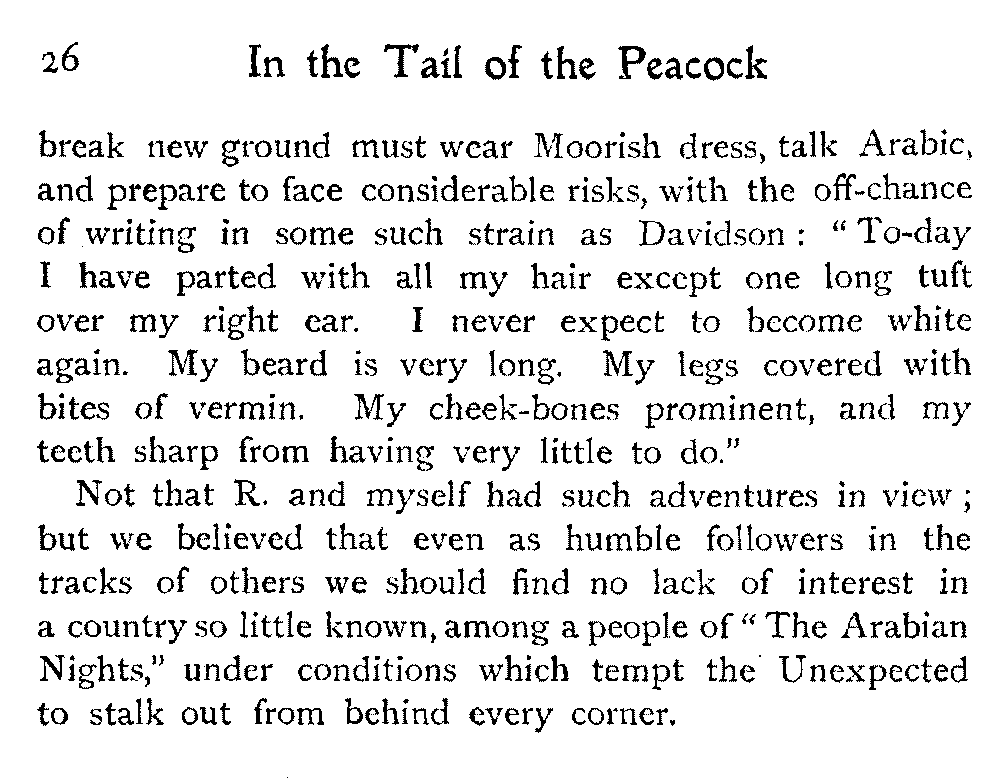 26 In the Tail of the Peacock
break new ground must wear Moorish dress, talk Arabic,
and prepare to face considerable risks, with the off-chance
of writing in some such strain as Davidson : " To-day
I have parted with all my hair except one long tuft
over my right ear. I never expect to become white
again. My beard is very long. My legs covered with
bites of vermin. My cheek-bones prominent, and my
teeth sharp from having very little to do."
Not that R. and myself had such adventures in view ;
but we believed that even as humble followers in the
tracks of others we should find no lack of interest in
a country so little known, among a people of " The Arabian
Nights," under conditions which tempt the Unexpected
to stalk out from behind every corner.